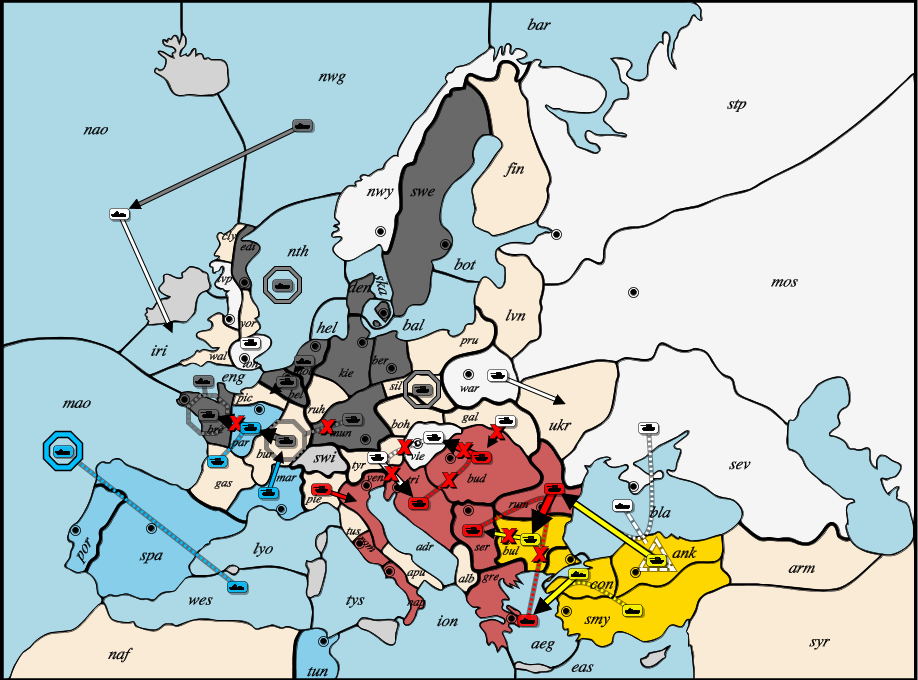 bar
nwg
stp
nao
fin
nwy
swe
cly
edi
nth
bot
den
ska
mos
lvp
hel
bal
lvn
yor
iri
wal
lon
kie
ber
pru
eng
war
mao
bel
sil
pic
ruh
bre
mun
boh
gal
ukr
par
bur
vie
swi
tyr
sev
gas
mar
ven
tri
bud
pie
rum
bla
por
spa
tus
ser
bul
lyo
adr
ank
apu
alb
gre
con
arm
wes
tys
nap
smy
ion
aeg
syr
naf
eas
tun